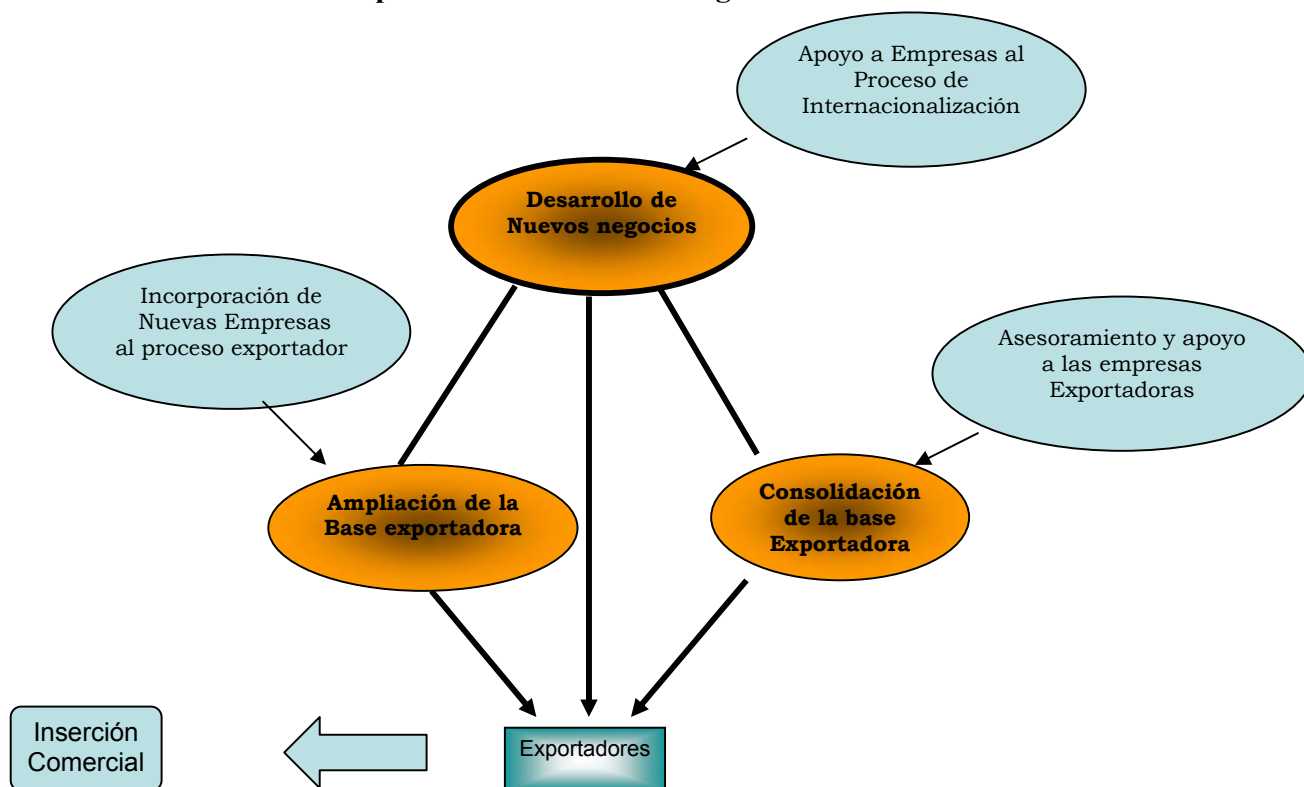 Apoyo a Empresas al
Proceso de
Internacionalización
Desarrollo de
Nuevos negocios
Incorporación de
Nuevas Empresas
al proceso exportador
Asesoramiento y apoyo
a las empresas
Exportadoras
Ampliación de la
Base exportadora
Consolidación
de la base
Exportadora
Inserción
Comercial
Exportadores